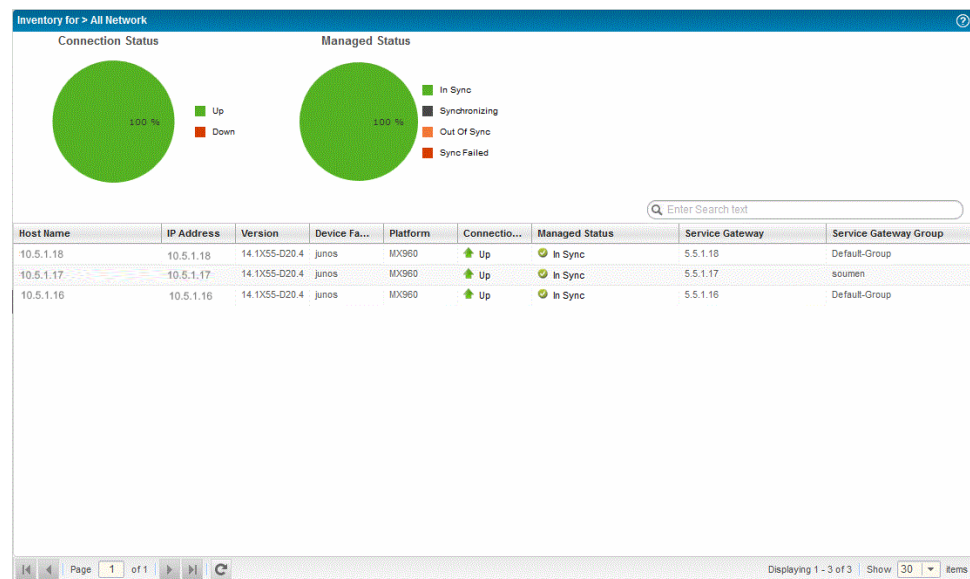 Inventory for > All Network
Connection Status
100 %
Up
Down
Managed Status
100 %
In Sync
Synchronizing
Out Of Sync
Sync Failed
Enter Search text
Host Name IP Address Version Device Fa... Platform Connectio... Managed Status Service Gateway Service Gateway Group
10.5.1.18 10.5.1.18 14.1X55-D20.4 junos MX960 Up In Sync 5.5.1.18 Default-Group
10.5.1.17 10.5.1.17 14.1X55-D20.4 junos MX960 Up In Sync 5.5.1.17 soumen
10.5.1.16 10.5.1.16 14.1X55-D20.4 junos MX960 Up In Sync 5.5.1.16 Default-Group
Page 1 of 1 Displaying 1 - 3 of 3 Show 30 items